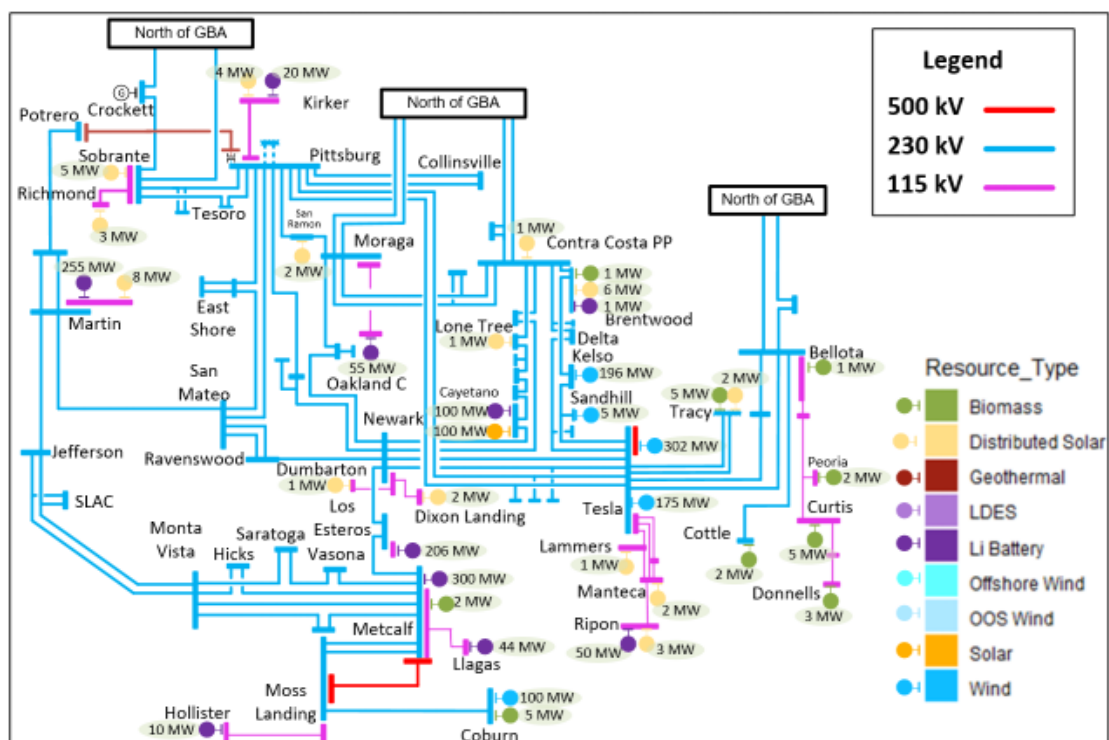 North of GBA
Legend
500 kV
230 kV
115 kV
4 MW
20 MW
Kirker
G
Crockett
Potrero
North of GBA
Sobrante
5 MW
Richmond
3 MW
Tesoro
Pittsburg
Collinsville
San
Ramon
2 MW
Moraga
North of GBA
1 MW
Contra Costa PP
1 MW
6 MW
1 MW
Brentwood
255 MW
8 MW
Martin
East
Shore
Lone Tree
1 MW
Delta
Kelso
196 MW
Sandhill
5 MW
55 MW
Oakland C
Cayetano
100 MW
100 MW
San
Mateo
Newark
Bellota
1 MW
2 MW
5 MW
Tracy
302 MW
Resource_Type
Biomass
Distributed Solar
Geothermal
LDES
Li Battery
Offshore Wind
OOS Wind
Solar
Wind
Jefferson
SLAC
Ravenswood
Dumbarton
1 MW
Los
Esteros
2 MW
Dixon Landing
Tesla
175 MW
Peoria
2 MW
Curtis
5 MW
Cottle
2 MW
Donnells
3 MW
Monta
Vista
Saratoga
Hicks
Vasona
206 MW
Lammers
1 MW
Manteca
2 MW
Ripon
50 MW
3 MW
300 MW
2 MW
Metcalf
44 MW
Llagas
Moss
Landing
100 MW
5 MW
Coburn
Hollister
10 MW